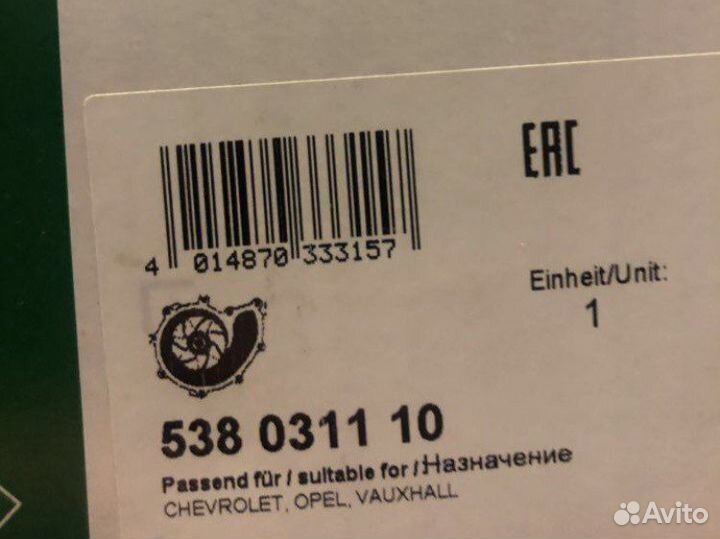 EAC
4 014870 333157
Einheit/Unit:
1
538 0311 10
Passend für / suitable for / Назначение
CHEVROLET, OPEL, VAUXHALL
Avito